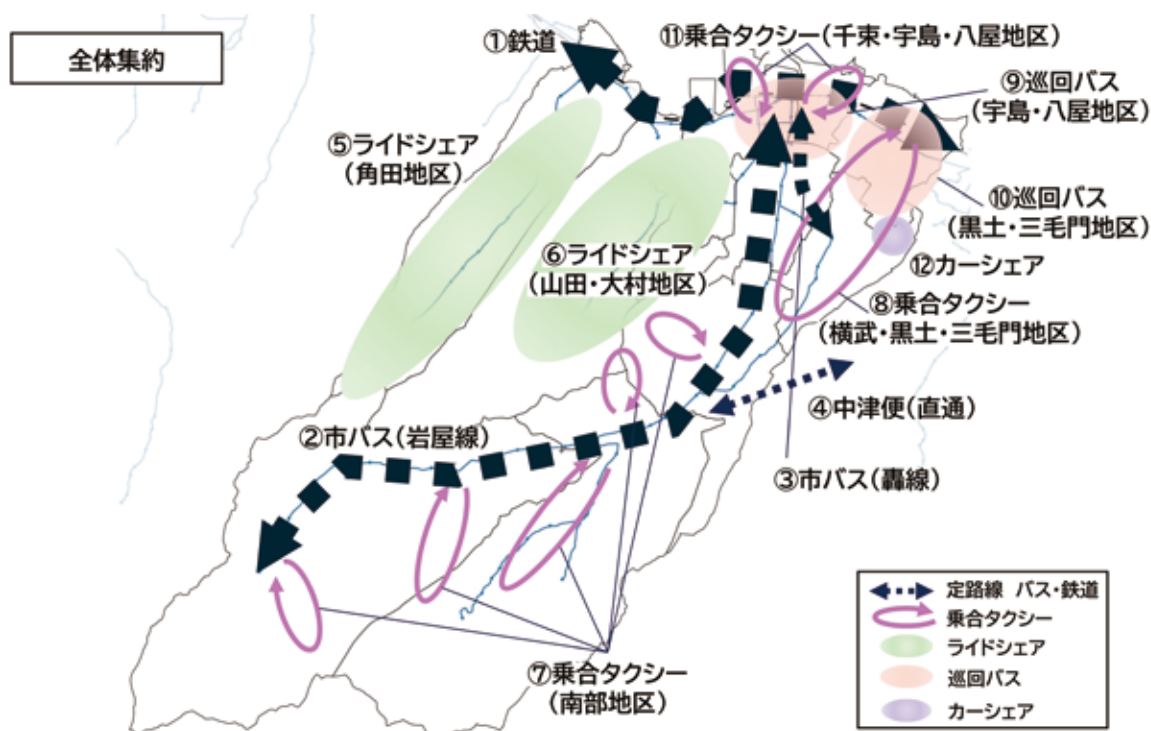 全体集約
①鉄道
⑪乗合タクシー(千束・宇島・八屋地区)
⑨巡回バス
(宇島・八屋地区)
⑤ライドシェア
(角田地区)
⑩巡回バス
(黒土・三毛門地区)
⑥ライドシェア
(山田・大村地区)
⑫カーシェア
⑧乗合タクシー
(横武・黒土・三毛門地区)
④中津便(直通)
②市バス(岩屋線)
③市バス(轟線)
⑦乗合タクシー
(南部地区)
定路線 バス・鉄道
乗合タクシー
ライドシェア
巡回バス
カーシェア